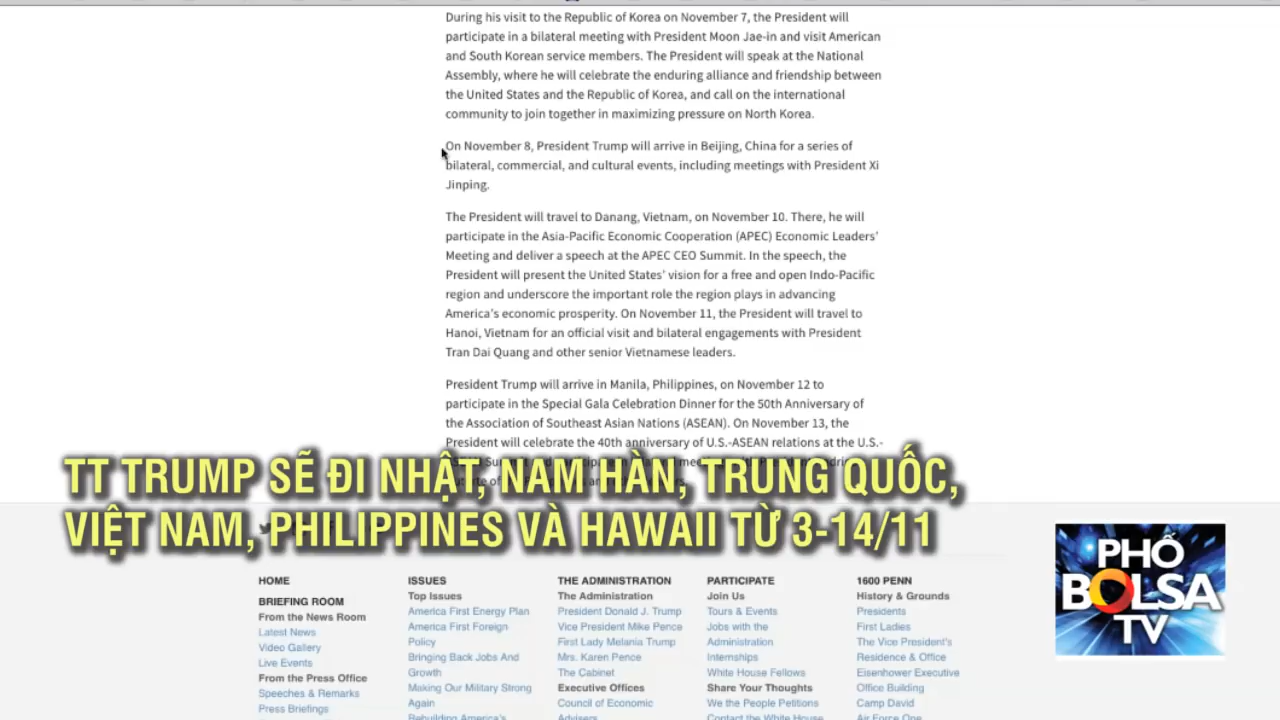 During his visit to the Republic of Korea on November 7, the President will
participate in a bilateral meeting with President Moon Jae-in and visit American
and South Korean service members. The President will speak at the National
Assembly, where he will celebrate the enduring alliance and friendship between
the United States and the Republic of Korea, and call on the international
community to join together in maximizing pressure on North Korea.
On November 8, President Trump will arrive in Beijing, China for a series of
bilateral, commercial, and cultural events, including meetings with President Xi
Jinping.
The President will travel to Danang, Vietnam, on November 10. There, he will
participate in the Asia-Pacific Economic Cooperation (APEC) Economic Leaders’
Meeting and deliver a speech at the APEC CEO Summit. In the speech, the
President will present the United States’ vision for a free and open Indo-Pacific
region and underscore the important role the region plays in advancing
America’s economic prosperity. On November 11, the President will travel to
Hanoi, Vietnam for an official visit and bilateral engagements with President
Tran Dai Quang and other senior Vietnamese leaders.
President Trump will arrive in Manila, Philippines, on November 12 to
participate in the Special Gala Celebration Dinner for the 50th Anniversary of
the Association of Southeast Asian Nations (ASEAN). On November 13, the
President will celebrate the 40th anniversary of U.S.-ASEAN relations at the U.S.-
TT TRUMP SẼ ĐI NHẬT, NAM HÀN, TRUNG QUỐC,
VIỆT NAM, PHILIPPINES VÀ HAWAII TỪ 3-14/11
PHỐ
BOLSA
TV
HOME
BRIEFING ROOM
From the News Room
Latest News
Video Gallery
Live Events
From the Press Office
Speeches & Remarks
Press Briefings
ISSUES
Top Issues
America First Energy Plan
America First Foreign
Policy
Bringing Back Jobs And
Growth
Making Our Military Strong
Again
Rebuilding America's
THE ADMINISTRATION
The Administration
President Donald J. Trump
Vice President Mike Pence
First Lady Melania Trump
Mrs. Karen Pence
The Cabinet
Executive Offices
Council of Economic
Advisers
PARTICIPATE
Join Us
Tours & Events
Jobs with the
Administration
Internships
White House Fellows
Share Your Thoughts
We the People Petitions
Contact the White House
1600 PENN
History & Grounds
Presidents
First Ladies
The Vice President's
Residence & Office
Eisenhower Executive
Office Building
Camp David
Air Force One